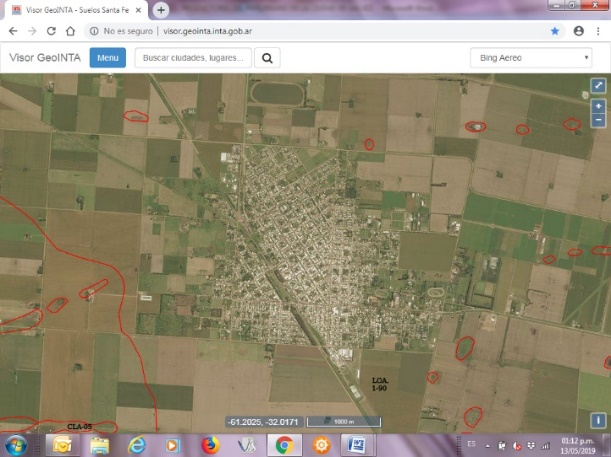 Visor GeoINTA - Suelos Santa Fe
No es seguro | visor.geointa.inta.gob.ar
Visor GeoINTA
Menu
Buscar ciudades, lugares...
Bing Aereo
LOA.
1-90
CLA-05
-61.2025, -32.0171
1000 m
ES
01:12 p.m.
13/05/2019